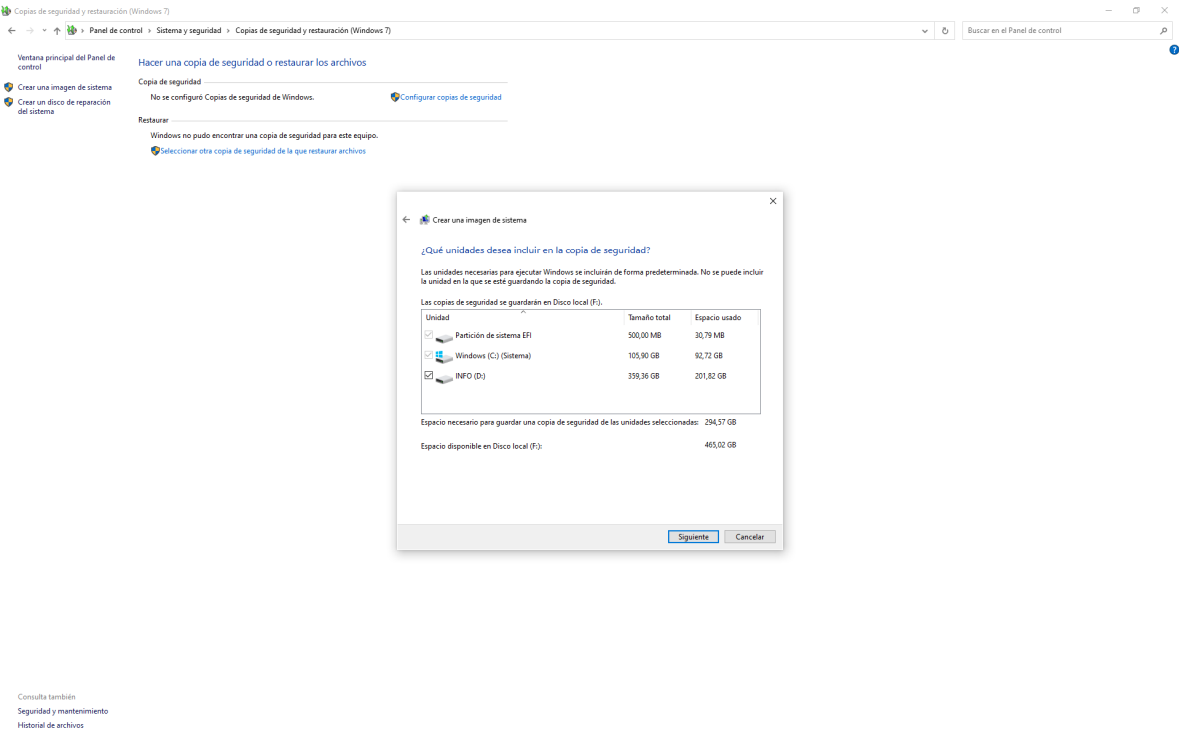 Copias de seguridad y restauración (Windows 7)
Panel de control › Sistema y seguridad › Copias de seguridad y restauración (Windows 7)
Buscar en el Panel de control
Ventana principal del Panel de
control
Crear una imagen de sistema
Crear un disco de reparación
del sistema
Hacer una copia de seguridad o restaurar los archivos
Copia de seguridad
No se configuró Copias de seguridad de Windows.
Configurar copias de seguridad
Restaurar
Windows no pudo encontrar una copia de seguridad para este equipo.
Seleccionar otra copia de seguridad de la que restaurar archivos
Crear una imagen de sistema
¿Qué unidades desea incluir en la copia de seguridad?
Las unidades necesarias para ejecutar Windows se incluirán de forma predeterminada. No se puede incluir
la unidad en la que se esté guardando la copia de seguridad.
Las copias de seguridad se guardarán en Disco local (F:).
Unidad Tamaño total Espacio usado
Partición de sistema EFI 500,00 MB 30,79 MB
Windows (C:) (Sistema) 105,90 GB 92,72 GB
INFO (D:) 359,36 GB 201,82 GB
Espacio necesario para guardar una copia de seguridad de las unidades seleccionadas: 294,57 GB
Espacio disponible en Disco local (F:): 465,02 GB
Siguiente Cancelar
Consulta también
Seguridad y mantenimiento
Historial de archivos